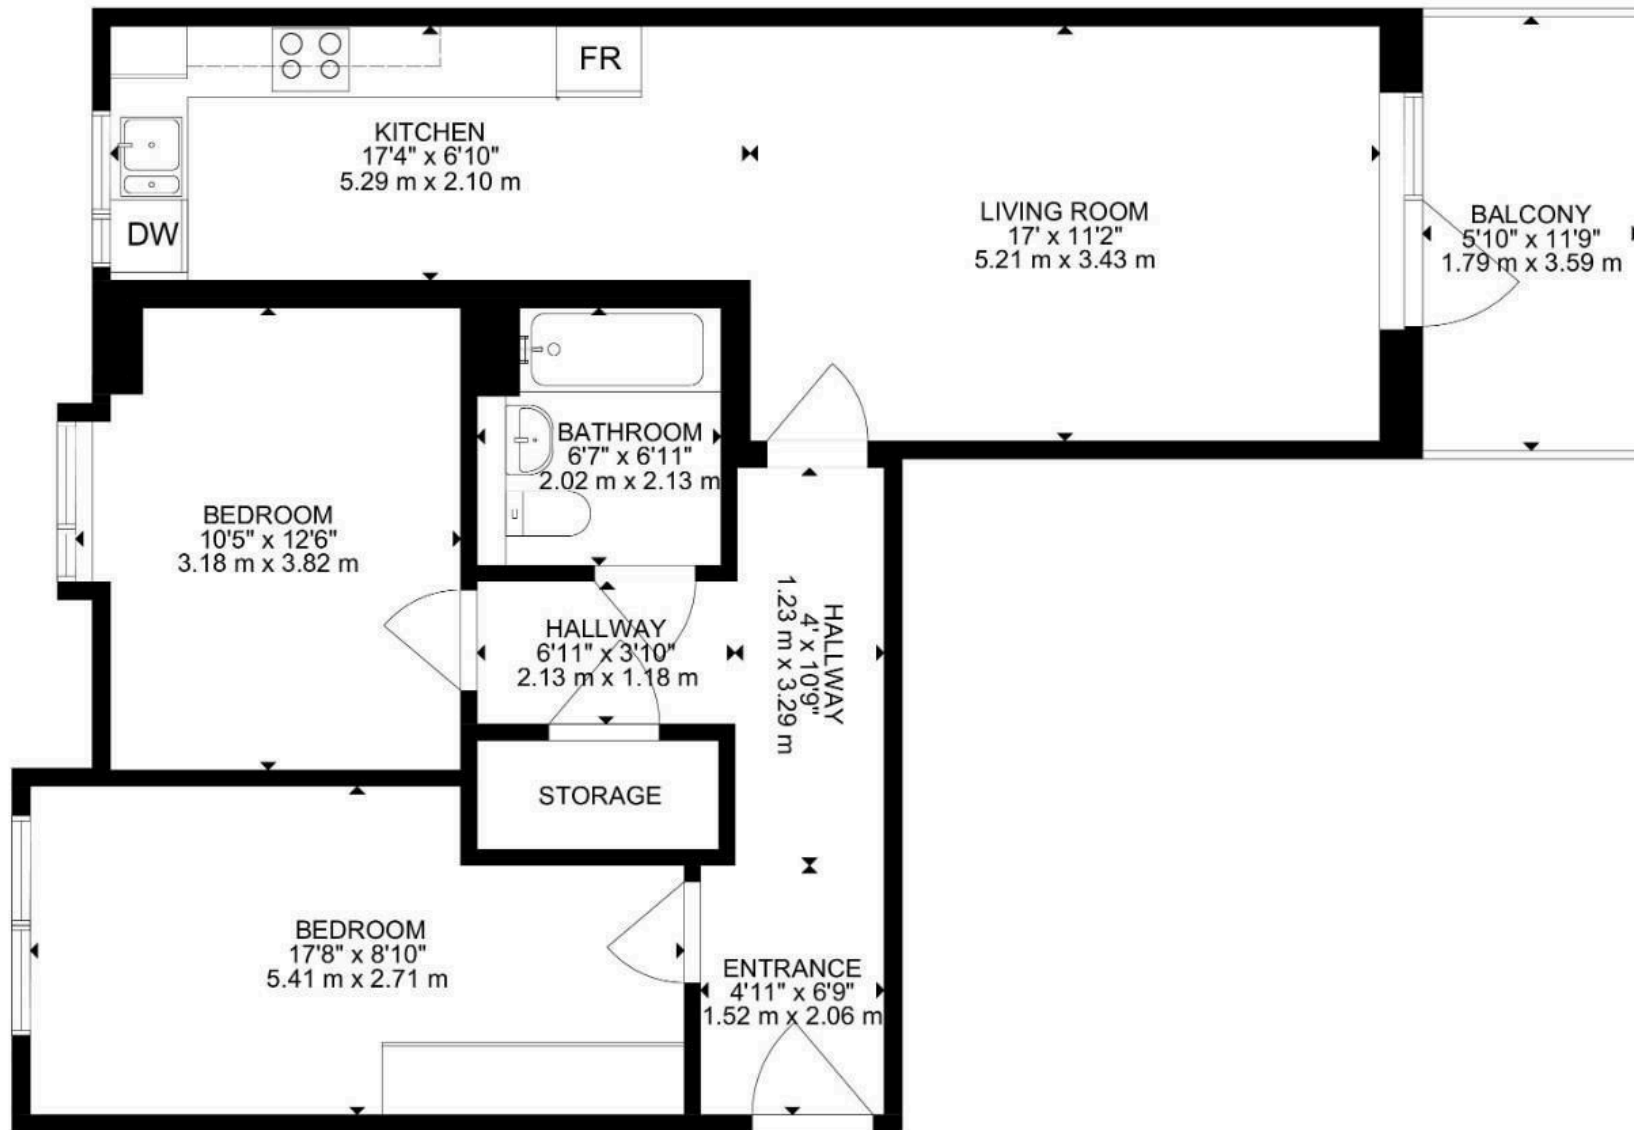 FR
KITCHEN
17'4" x 6'10"
5.29 m x 2.10 m
DW
LIVING ROOM
17' x 11'2"
5.21 m x 3.43 m
BALCONY
5'10" x 11'9"
1.79 m x 3.59 m
BATHROOM
6'7" x 6'11"
2.02 m x 2.13 m
BEDROOM
10'5" x 12'6"
3.18 m x 3.82 m
HALLWAY
6'11" x 3'10"
2.13 m x 1.18 m
HALLWAY
4' x 10'9"
1.23 m x 3.29 m
STORAGE
BEDROOM
17'8" x 8'10"
5.41 m x 2.71 m
ENTRANCE
4'11" x 6'9"
1.52 m x 2.06 m